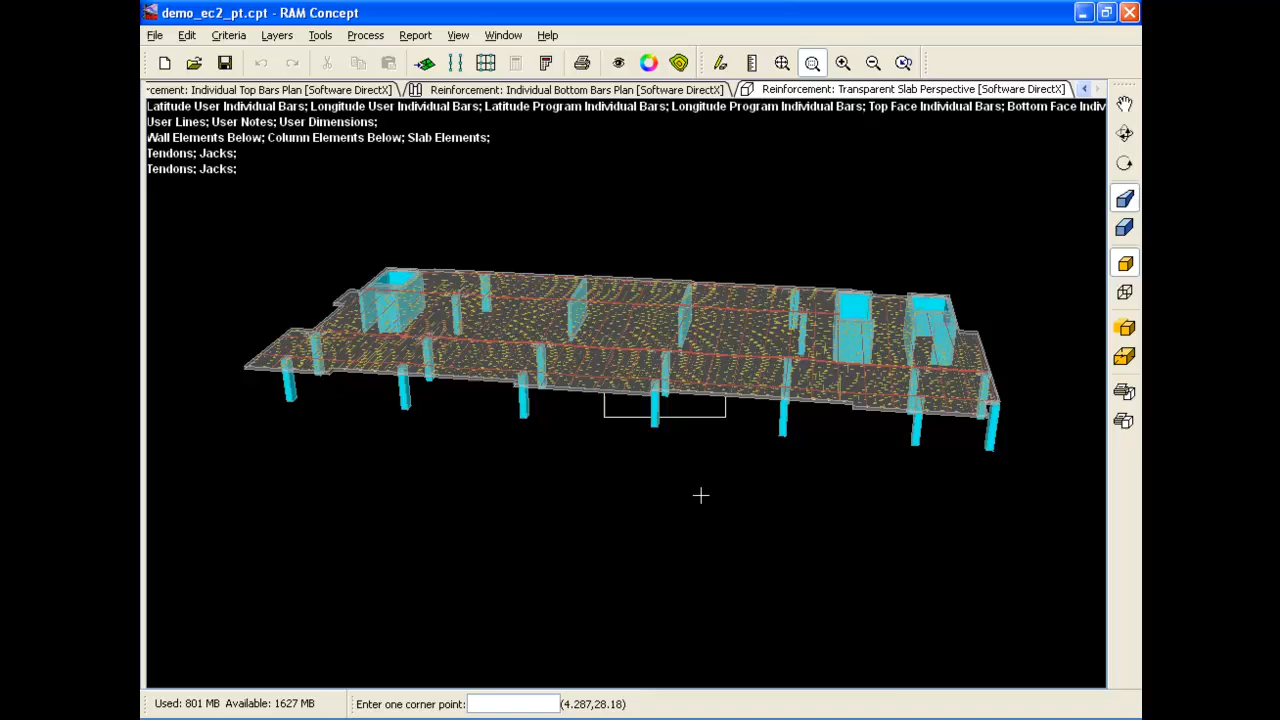 demo_ec2_pt.cpt - RAM Concept
File Edit Criteria Layers Tools Process Report View Window Help
rcement: Individual Top Bars Plan [Software DirectX] Reinforcement: Individual Bottom Bars Plan [Software DirectX] Reinforcement: Transparent Slab Perspective [Software DirectX]
Latitude User Individual Bars; Longitude User Individual Bars; Latitude Program Individual Bars; Longitude Program Individual Bars; Top Face Individual Bars; Bottom Face Indiv
User Lines; User Notes; User Dimensions;
Wall Elements Below; Column Elements Below; Slab Elements;
Tendons; Jacks;
Tendons; Jacks;
Used: 801 MB Available: 1627 MB Enter one corner point: (4.287,28.18)